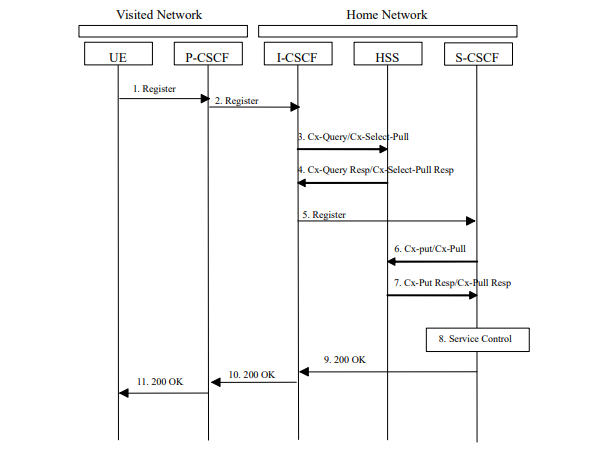 Visited Network
Home Network
UE
P-CSCF
I-CSCF
HSS
S-CSCF
1. Register
2. Register
3. Cx-Query/Cx-Select-Pull
4. Cx-Query Resp/Cx-Select-Pull Resp
5. Register
6. Cx-put/Cx-Pull
7. Cx-Put Resp/Cx-Pull Resp
8. Service Control
9. 200 OK
10. 200 OK
11. 200 OK